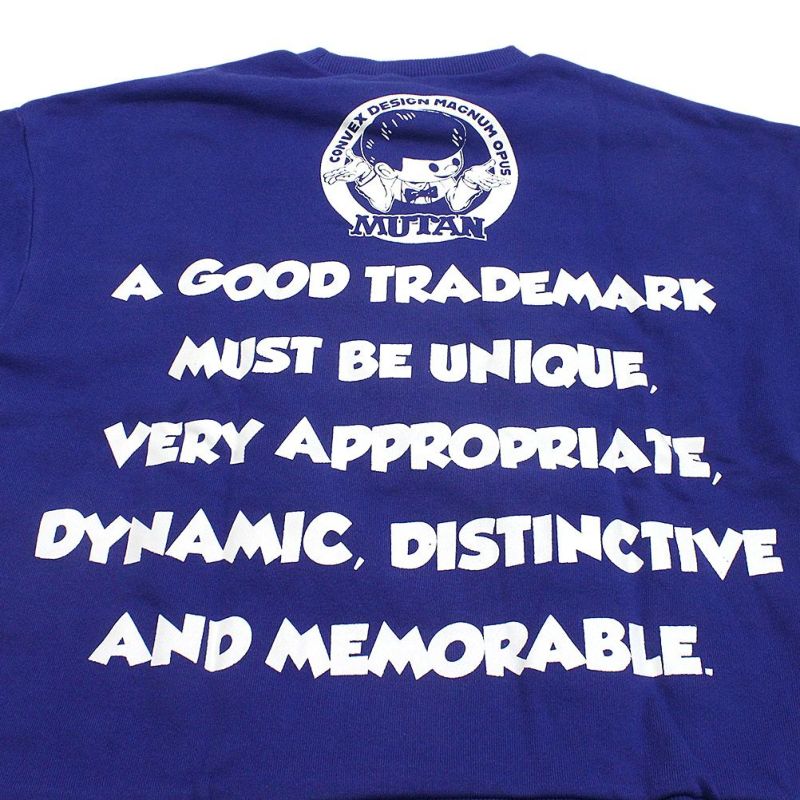 CONVEX DESIGN MAGNUM OPUS
MUTAN
A GOOD TRADEMARK
MUST BE UNIQUE,
VERY APPROPRIATE,
DYNAMIC, DISTINCTIVE
AND MEMORABLE.